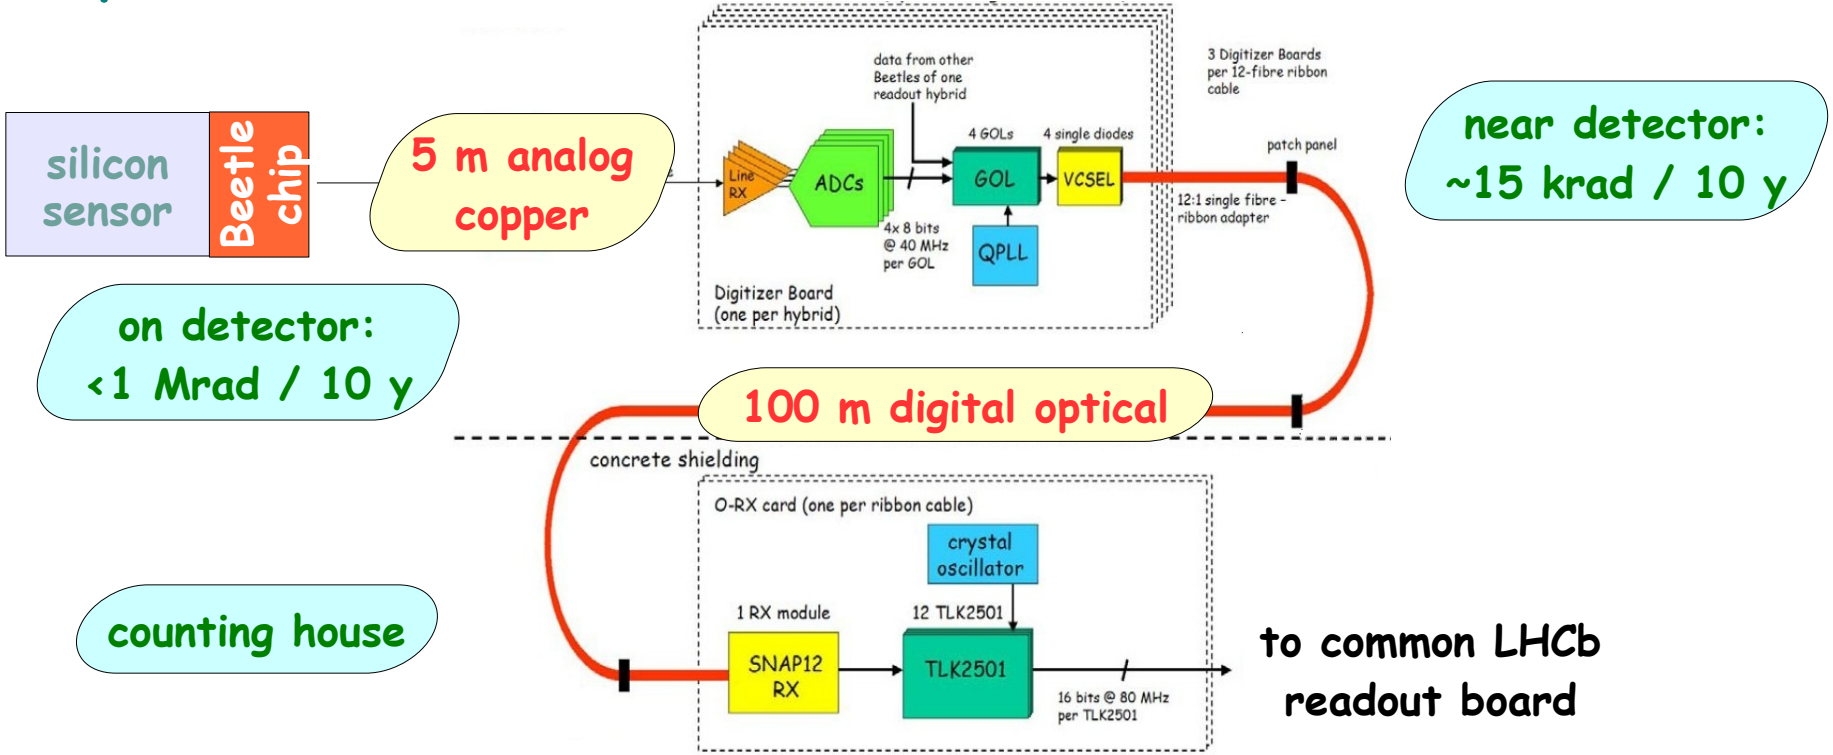 data from other
Beetles of one
readout hybrid
3 Digitizer Boards
per 12-fibre ribbon
cable
near detector:
~15 krad / 10 y
silicon
sensor
Beetle
chip
5 m analog
copper
Line
RX
ADCs
4 GOLs
GOL
4 single diodes
VCSEL
patch panel
12:1 single fibre -
ribbon adapter
4x 8 bits
@ 40 MHz
per GOL
QPLL
Digitizer Board
(one per hybrid)
on detector:
<1 Mrad / 10 y
100 m digital optical
concrete shielding
O-RX card (one per ribbon cable)
crystal
oscillator
1 RX module
12 TLK2501
SNAP12
RX
TLK2501
16 bits @ 80 MHz
per TLK2501
counting house
to common LHCb
readout board